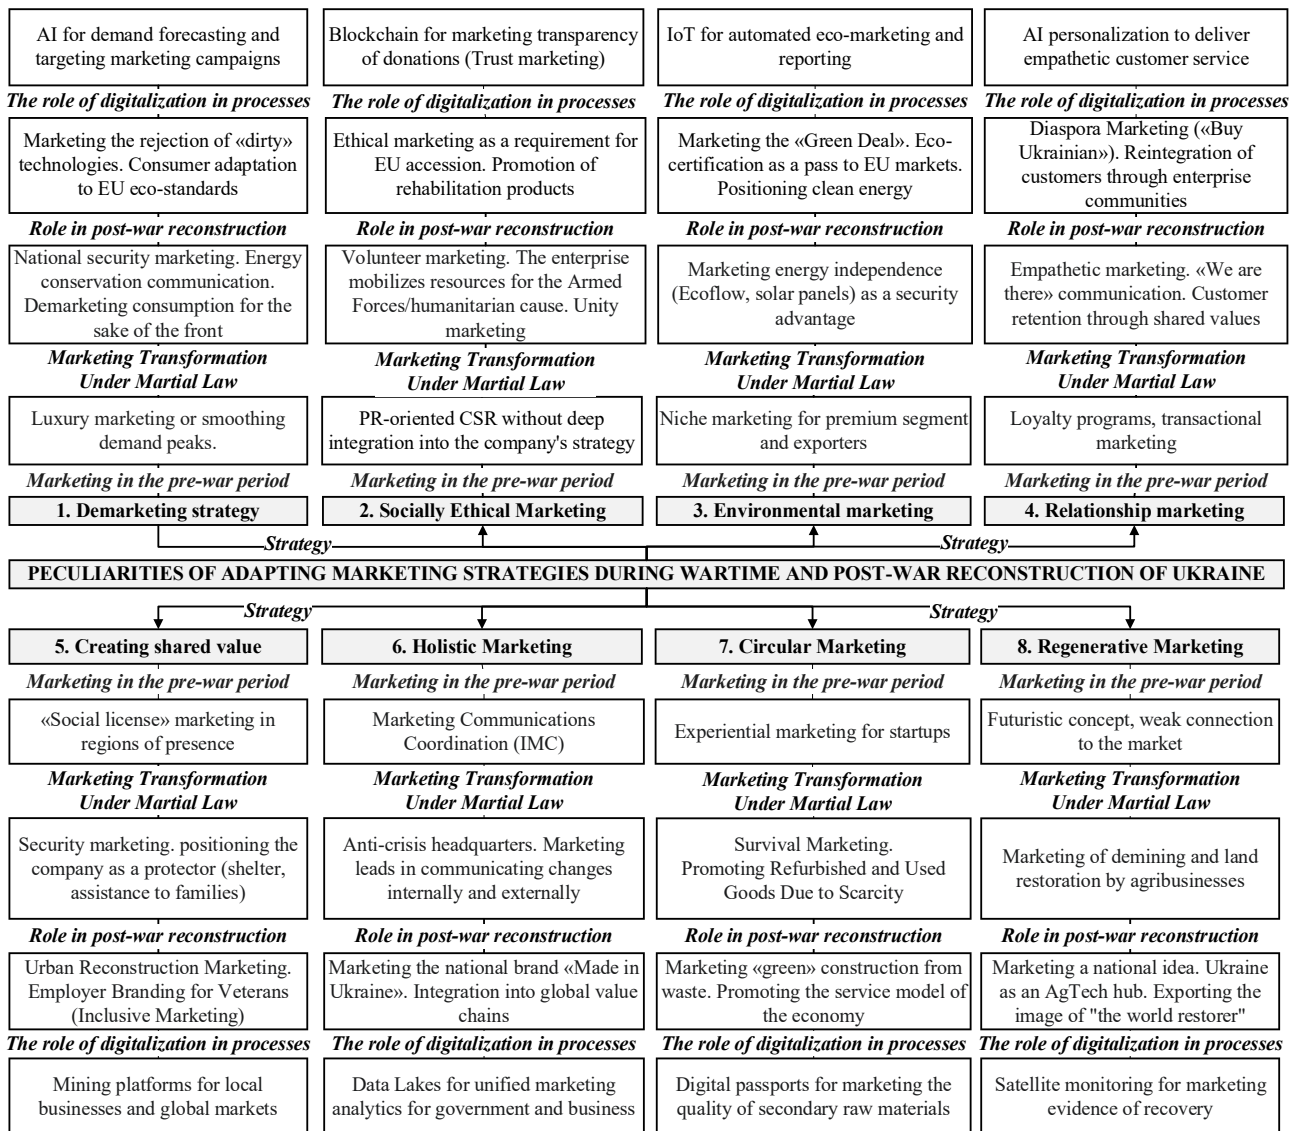 AI for demand forecasting and
targeting marketing campaigns
Blockchain for marketing transparency
of donations (Trust marketing)
IoT for automated eco-marketing and
reporting
AI personalization to deliver
empathetic customer service
The role of digitalization in processes
The role of digitalization in processes
The role of digitalization in processes
The role of digitalization in processes
Marketing the rejection of «dirty»
technologies. Consumer adaptation
to EU eco-standards
Ethical marketing as a requirement for
EU accession. Promotion of
rehabilitation products
Marketing the «Green Deal». Eco-
certification as a pass to EU markets.
Positioning clean energy
Diaspora Marketing («Buy
Ukrainian»). Reintegration of
customers through enterprise
communities
Role in post-war reconstruction
Role in post-war reconstruction
Role in post-war reconstruction
Role in post-war reconstruction
National security marketing. Energy
conservation communication.
Demarketing consumption for the
sake of the front
Volunteer marketing. The enterprise
mobilizes resources for the Armed
Forces/humanitarian cause. Unity
marketing
Marketing energy independence
(Ecoflow, solar panels) as a security
advantage
Empathetic marketing. «We are
there» communication. Customer
retention through shared values
Marketing Transformation
Under Martial Law
Marketing Transformation
Under Martial Law
Marketing Transformation
Under Martial Law
Marketing Transformation
Under Martial Law
Luxury marketing or smoothing
demand peaks.
PR-oriented CSR without deep
integration into the company's strategy
Niche marketing for premium segment
and exporters
Loyalty programs, transactional
marketing
Marketing in the pre-war period
Marketing in the pre-war period
Marketing in the pre-war period
Marketing in the pre-war period
1. Demarketing strategy
2. Socially Ethical Marketing
3. Environmental marketing
4. Relationship marketing
Strategy
Strategy
PECULIARITIES OF ADAPTING MARKETING STRATEGIES DURING WARTIME AND POST-WAR RECONSTRUCTION OF UKRAINE
Strategy
Strategy
5. Creating shared value
6. Holistic Marketing
7. Circular Marketing
8. Regenerative Marketing
Marketing in the pre-war period
Marketing in the pre-war period
Marketing in the pre-war period
Marketing in the pre-war period
«Social license» marketing in
regions of presence
Marketing Communications
Coordination (IMC)
Experiential marketing for startups
Futuristic concept, weak connection
to the market
Marketing Transformation
Under Martial Law
Marketing Transformation
Under Martial Law
Marketing Transformation
Under Martial Law
Marketing Transformation
Under Martial Law
Security marketing. positioning the
company as a protector (shelter,
assistance to families)
Anti-crisis headquarters. Marketing
leads in communicating changes
internally and externally
Survival Marketing.
Promoting Refurbished and Used
Goods Due to Scarcity
Marketing of demining and land
restoration by agribusinesses
Role in post-war reconstruction
Role in post-war reconstruction
Role in post-war reconstruction
Role in post-war reconstruction
Urban Reconstruction Marketing.
Employer Branding for Veterans
(Inclusive Marketing)
Marketing the national brand «Made in
Ukraine». Integration into global value
chains
Marketing «green» construction from
waste. Promoting the service model of
the economy
Marketing a national idea. Ukraine
as an AgTech hub. Exporting the
image of "the world restorer"
The role of digitalization in processes
The role of digitalization in processes
The role of digitalization in processes
The role of digitalization in processes
Mining platforms for local
businesses and global markets
Data Lakes for unified marketing
analytics for government and business
Digital passports for marketing the
quality of secondary raw materials
Satellite monitoring for marketing
evidence of recovery